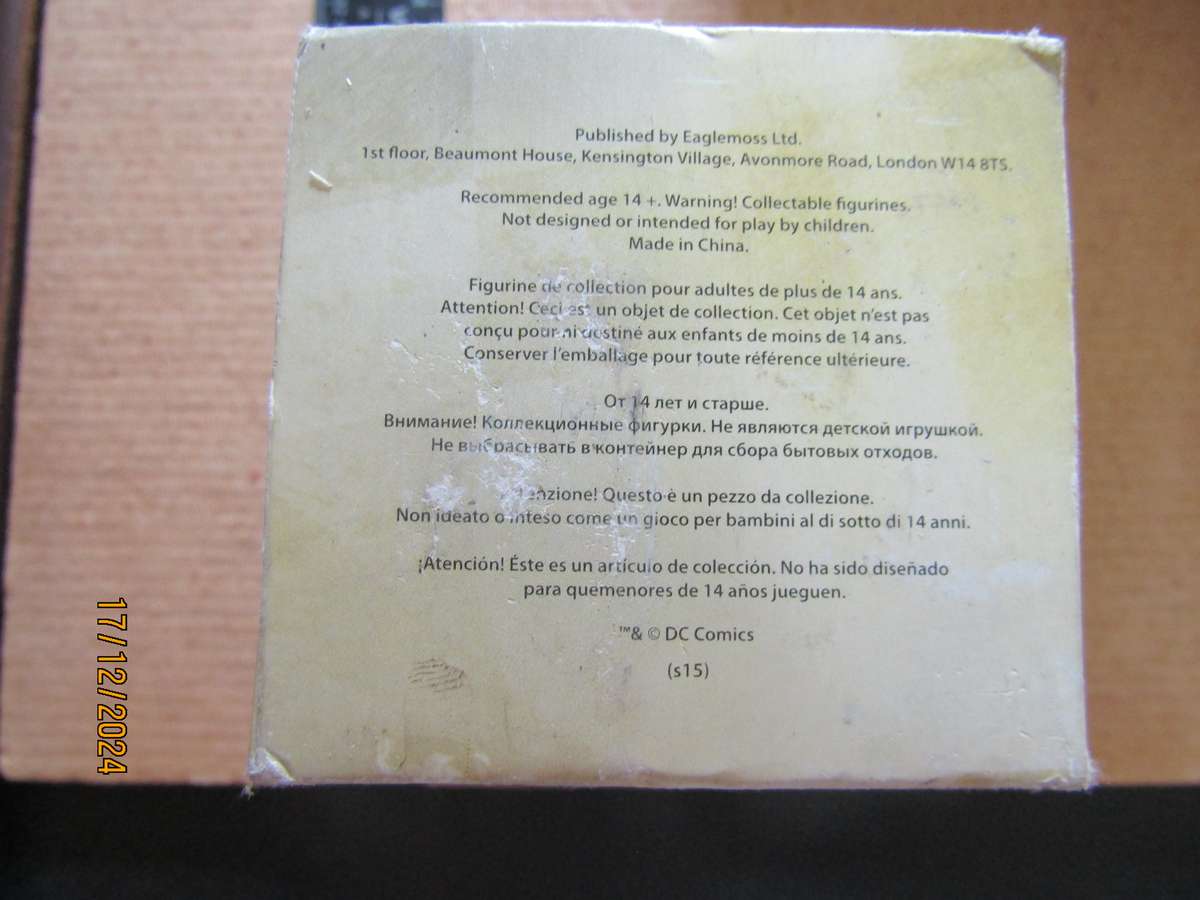 Published by Eaglemoss Ltd.
1st floor, Beaumont House, Kensington Village, Avonmore Road, London W14 8TS.
Recommended age 14 +. Warning! Collectable figurines.
Not designed or intended for play by children.
Made in China.
Figurine de collection pour adultes de plus de 14 ans.
Attention! Ceci est un objet de collection. Cet objet n'est pas
conçu pour ni destiné aux enfants de moins de 14 ans.
Conserver l'emballage pour toute référence ultérieure.
От 14 лет и старше.
Внимание! Коллекционные фигурки. Не являются детской игрушкой.
Не выбрасывать в контейнер для сбора бытовых отходов.
Attenzione! Questo è un pezzo da collezione.
Non ideato o inteso come un gioco per bambini al di sotto di 14 anni.
¡Atención! Éste es un artículo de colección. No ha sido diseñado
para quemenores de 14 años jueguen.
™& © DC Comics
(s15)
17/12/2024